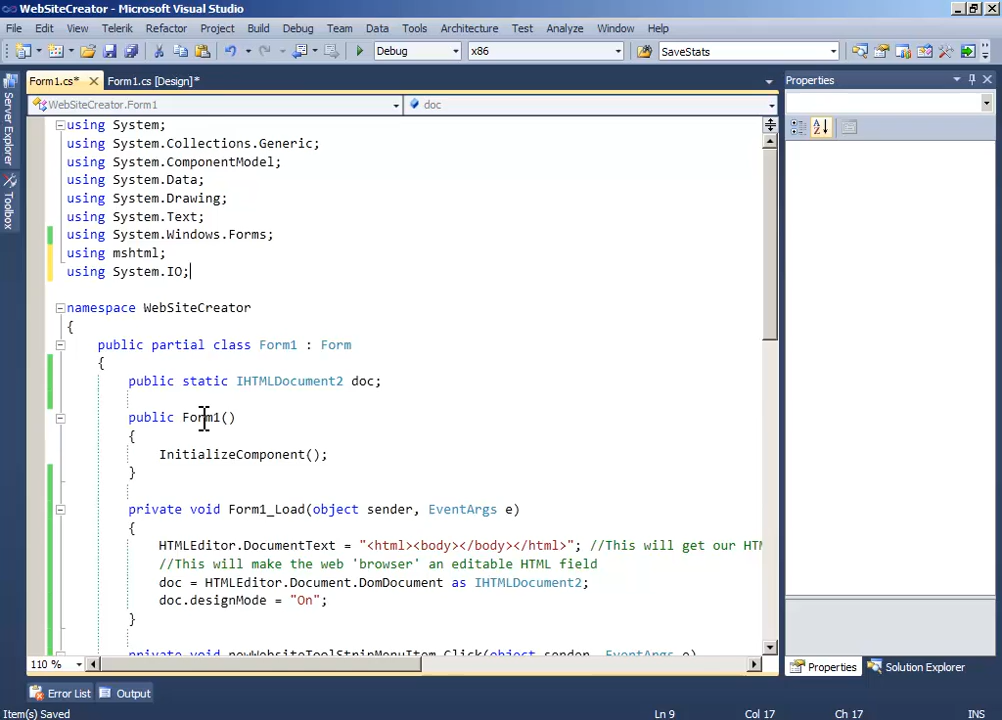 WebSiteCreator - Microsoft Visual Studio
File Edit View Telerik Refactor Project Build Debug Team Data Tools Architecture Test Analyze Window Help
Debug x86 SaveStats
Form1.cs* Form1.cs [Design]*
Properties
WebSiteCreator.Form1 doc
Server Explorer
Toolbox
using System;
using System.Collections.Generic;
using System.ComponentModel;
using System.Data;
using System.Drawing;
using System.Text;
using System.Windows.Forms;
using mshtml;
using System.IO;
namespace WebSiteCreator
{
public partial class Form1 : Form
{
public static IHTMLDocument2 doc;
public Form1()
{
InitializeComponent();
}
private void Form1_Load(object sender, EventArgs e)
{
HTMLEditor.DocumentText = "<html><body></body></html>"; //This will get our HTM
//This will make the web 'browser' an editable HTML field
doc = HTMLEditor.Document.DomDocument as IHTMLDocument2;
doc.designMode = "On";
}
private void newWebsiteToolStripMenuItem_Click(object sender, EventArgs e)
110 %
Properties Solution Explorer
Error List Output
Item(s) Saved Ln 9 Col 17 Ch 17 INS